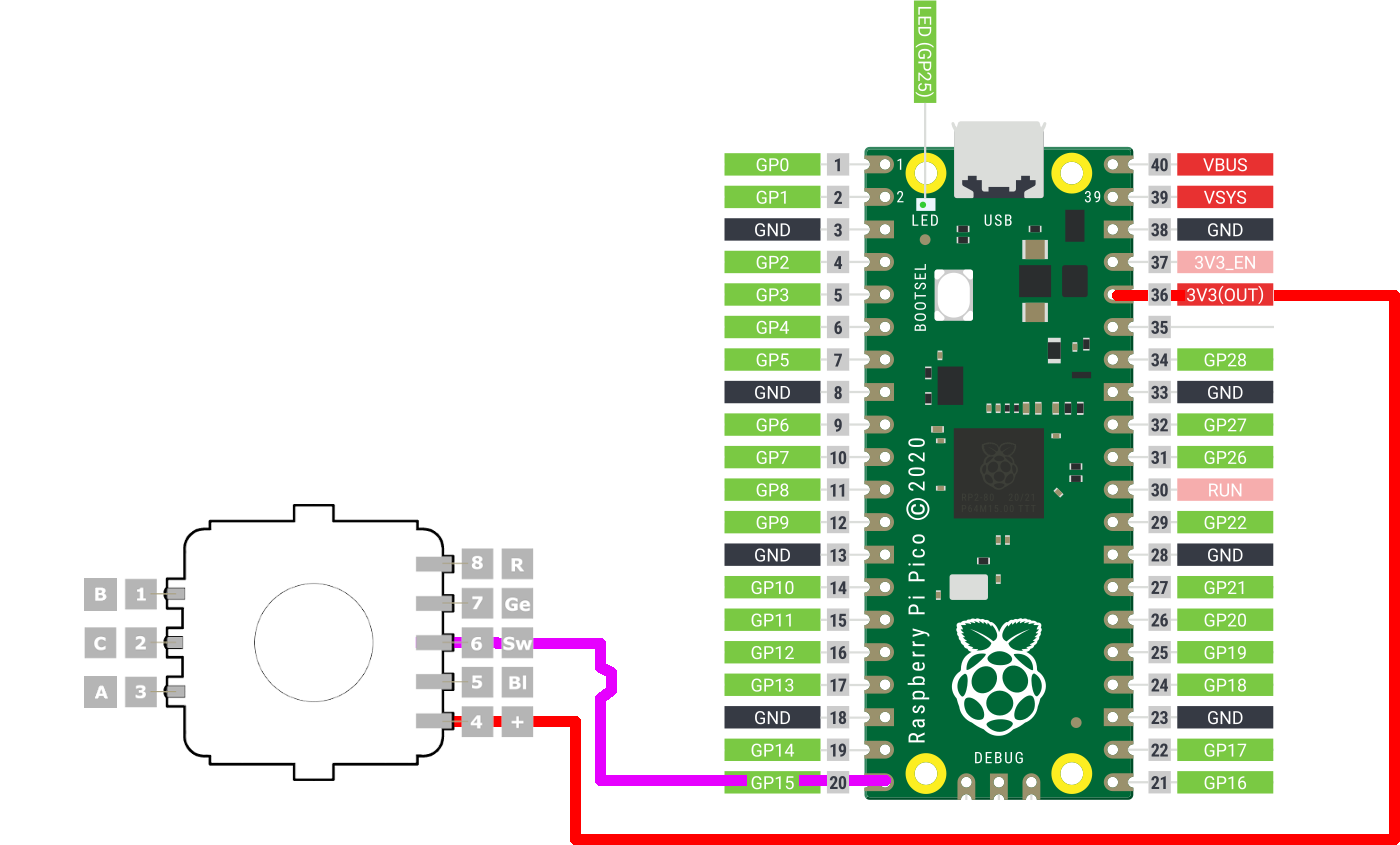 LED (GP25)
GP0 1 1 40 VBUS
GP1 2 2 39 39 VSYS
LED USB
GND 3 38 GND
GP2 4 37 3V3_EN
GP3 5 BOOTSEL 36 3V3(OUT)
GP4 6 35
GP5 7 34 GP28
GND 8 33 GND
GP6 9 32 GP27
GP7 10 31 GP26
GP8 11 30 RUN
GP9 12 29 GP22
GND 13 28 GND
GP10 14 27 GP21
GP11 15 26 GP20
GP12 16 25 GP19
GP13 17 24 GP18
GND 18 23 GND
GP14 19 22 GP17
GP15 20 21 GP16
Raspberry Pi Pico ©2020
DEBUG
B 1
C 2
A 3
8 R
7 Ge
6 Sw
5 Bl
4 +